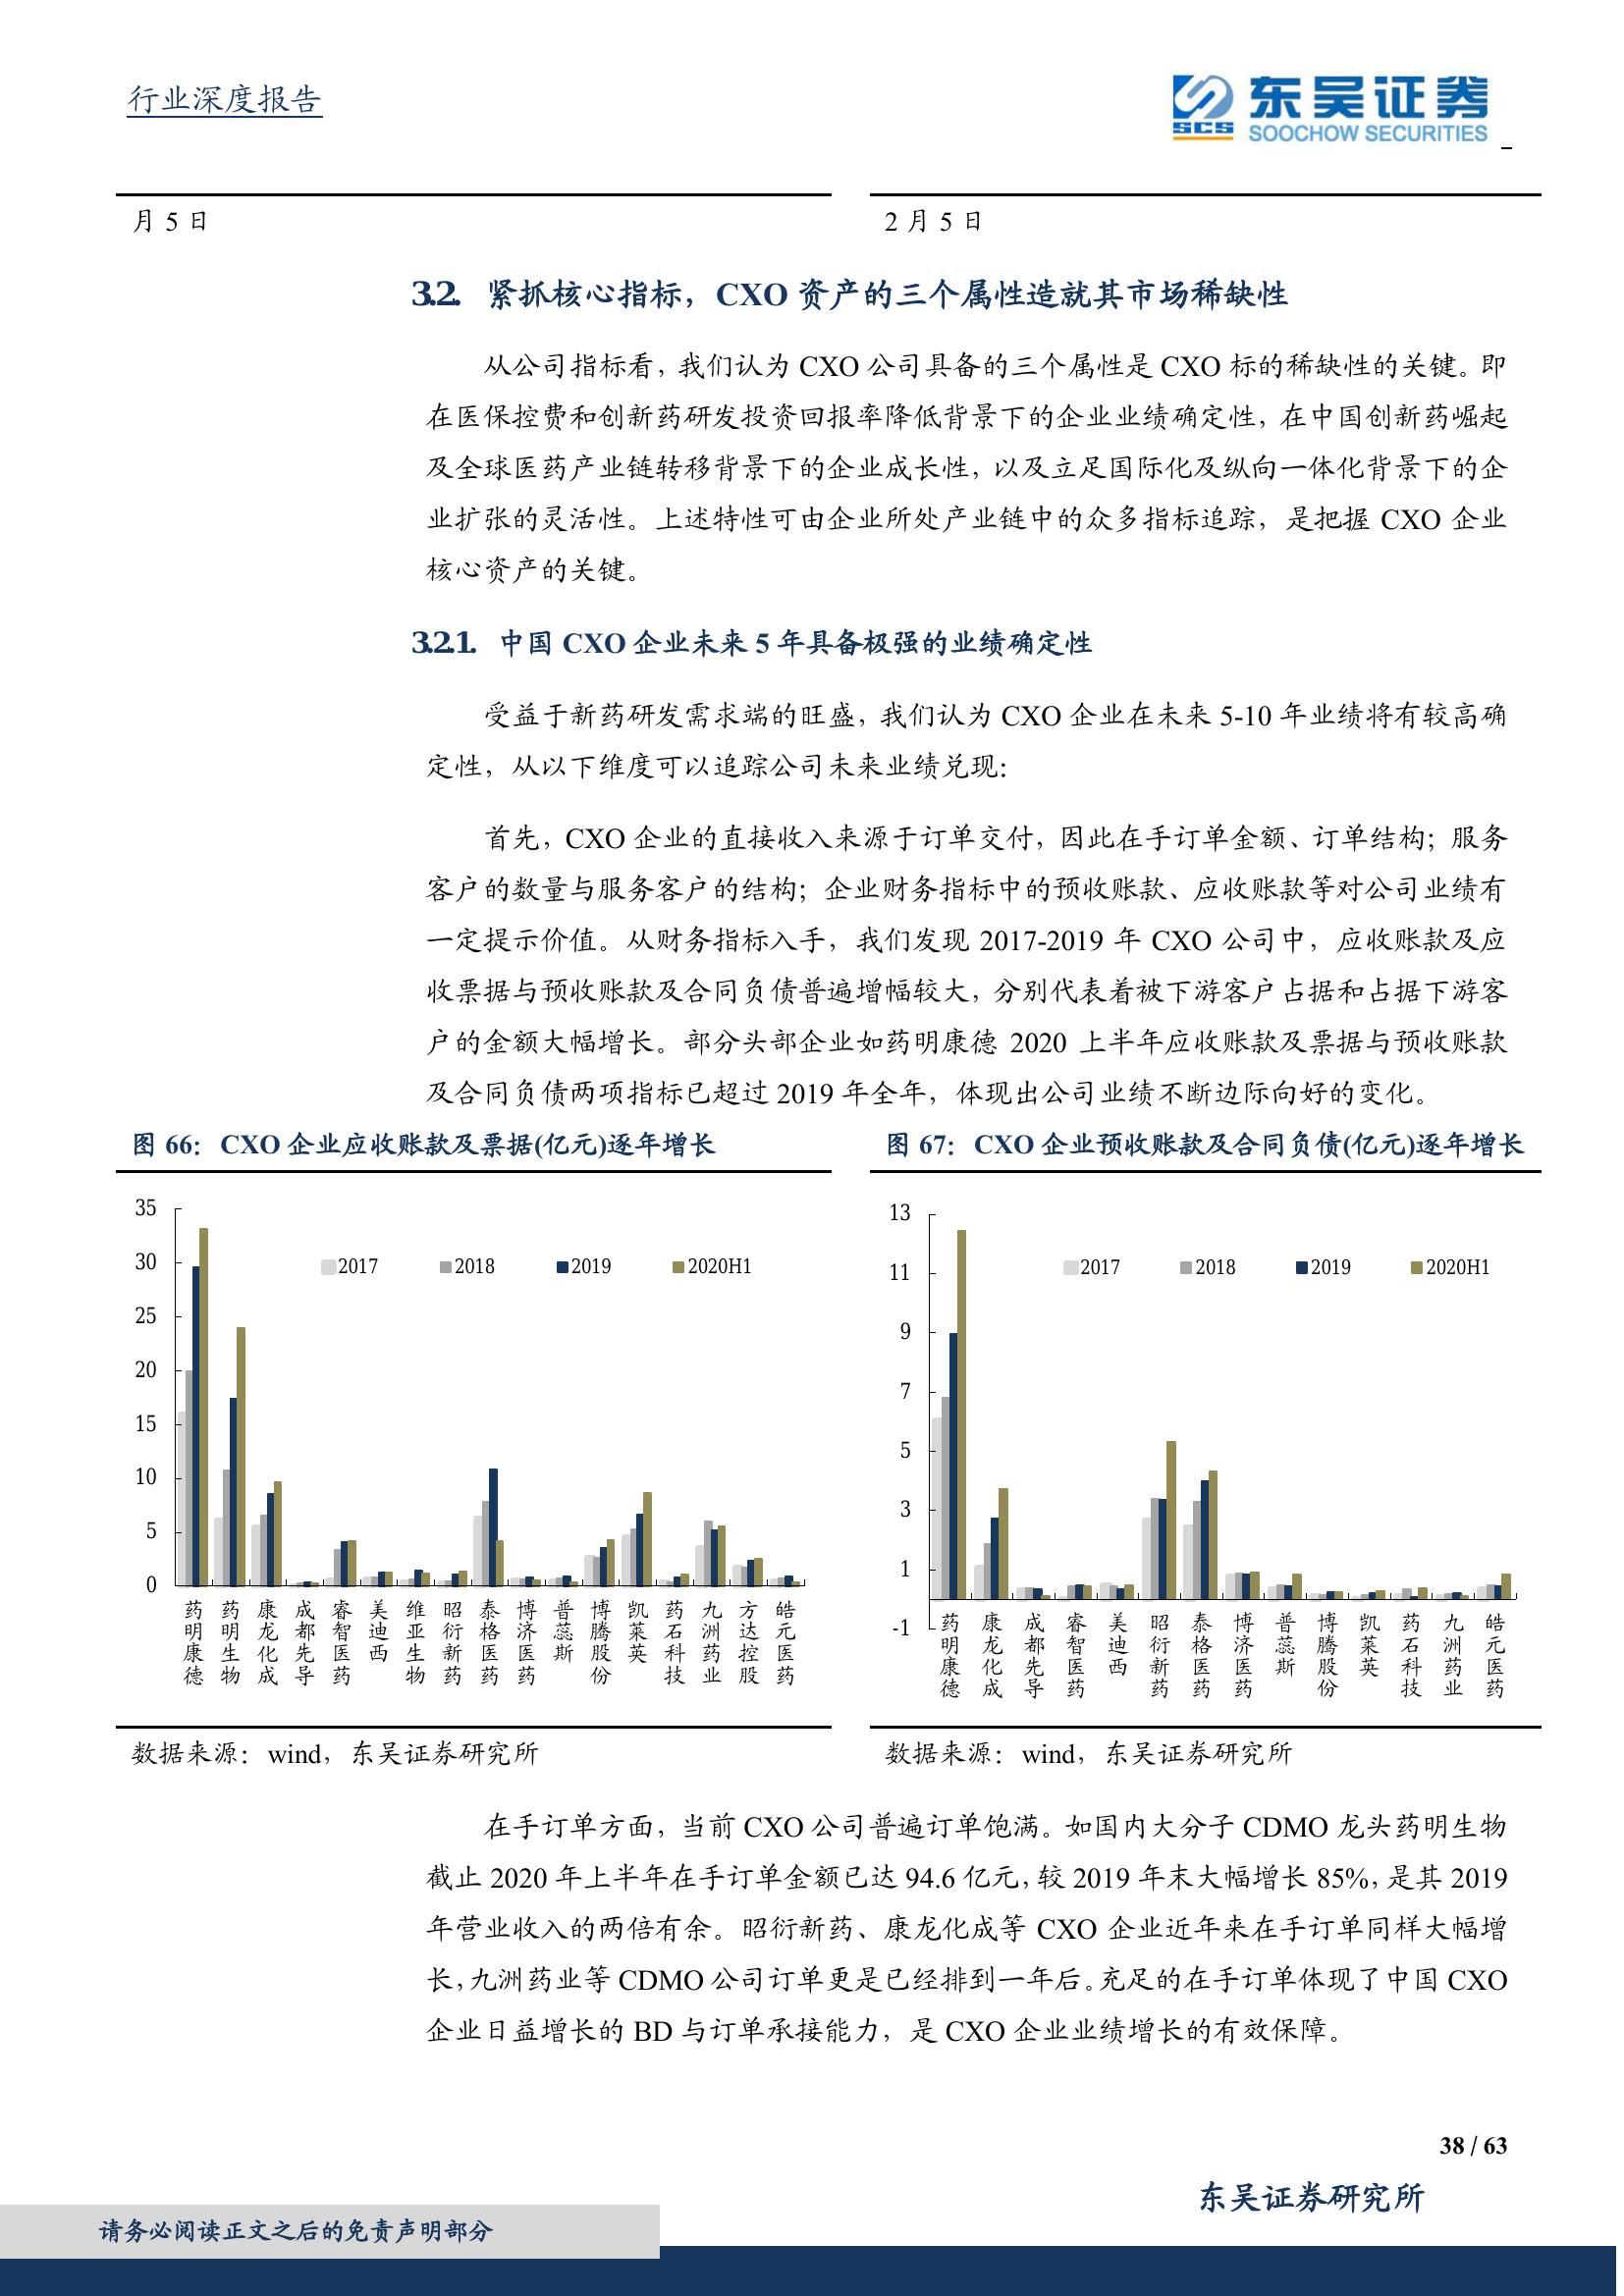 行业深度报告
东吴证券
SCS
SOOCHOW SECURITIES
月 5 日
2 月 5 日
3.2. 紧抓核心指标，CXO 资产的三个属性造就其市场稀缺性
从公司指标看，我们认为 CXO 公司具备的三个属性是 CXO 标的稀缺性的关键。即
在医保控费和创新药研发投资回报率降低背景下的企业业绩确定性，在中国创新药崛起
及全球医药产业链转移背景下的企业成长性，以及立足国际化及纵向一体化背景下的企
业扩张的灵活性。上述特性可由企业所处产业链中的众多指标追踪，是把握 CXO 企业
核心资产的关键。
3.2.1. 中国 CXO 企业未来 5 年具备极强的业绩确定性
受益于新药研发需求端的旺盛，我们认为 CXO 企业在未来 5-10 年业绩将有较高确
定性，从以下维度可以追踪公司未来业绩兑现：
首先，CXO 企业的直接收入来源于订单交付，因此在手订单金额、订单结构；服务
客户的数量与服务客户的结构；企业财务指标中的预收账款、应收账款等对公司业绩有
一定提示价值。从财务指标入手，我们发现 2017-2019 年 CXO 公司中，应收账款及应
收票据与预收账款及合同负债普遍增幅较大，分别代表着被下游客户占据和占据下游客
户的金额大幅增长。部分头部企业如药明康德 2020 上半年应收账款及票据与预收账款
及合同负债两项指标已超过 2019 年全年，体现出公司业绩不断边际向好的变化。
图 66：CXO 企业应收账款及票据(亿元)逐年增长
35
30
25
20
15
10
5
0
2017 2018 2019 2020H1
药明康德 药明生物 康龙化成 成都先导 睿智医药 美迪西 维亚生物 昭衍新药 泰格医药 博济医药 普蕊斯 博腾股份 凯莱英 药石科技 九洲药业 方达控股 皓元医药
数据来源：wind，东吴证券研究所
图 67：CXO 企业预收账款及合同负债(亿元)逐年增长
13
11
9
7
5
3
1
-1
2017 2018 2019 2020H1
药明康德 康龙化成 成都先导 睿智医药 美迪西 昭衍新药 泰格医药 博济医药 普蕊斯 博腾股份 凯莱英 药石科技 九洲药业 皓元医药
数据来源：wind，东吴证券研究所
在手订单方面，当前 CXO 公司普遍订单饱满。如国内大分子 CDMO 龙头药明生物
截止 2020 年上半年在手订单金额已达 94.6 亿元，较 2019 年末大幅增长 85%，是其 2019
年营业收入的两倍有余。昭衍新药、康龙化成等 CXO 企业近年来在手订单同样大幅增
长，九洲药业等 CDMO 公司订单更是已经排到一年后。充足的在手订单体现了中国 CXO
企业日益增长的 BD 与订单承接能力，是 CXO 企业业绩增长的有效保障。
38 / 63
东吴证券研究所
请务必阅读正文之后的免责声明部分